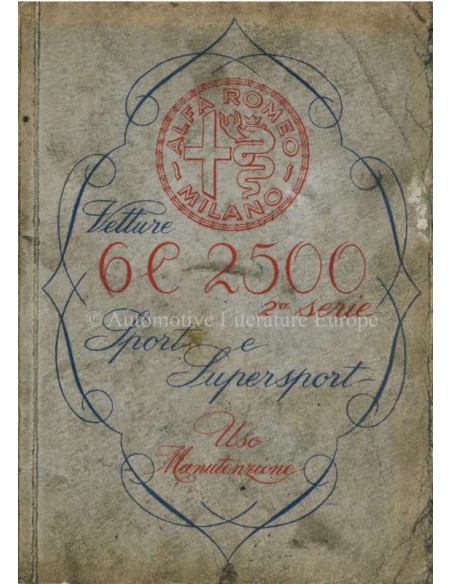 ALFA ROMEO
MILANO
Vetture
6C 2500
2a serie
© Automotive Literature Europe
Sport e
Supersport
Uso
Manutenzione